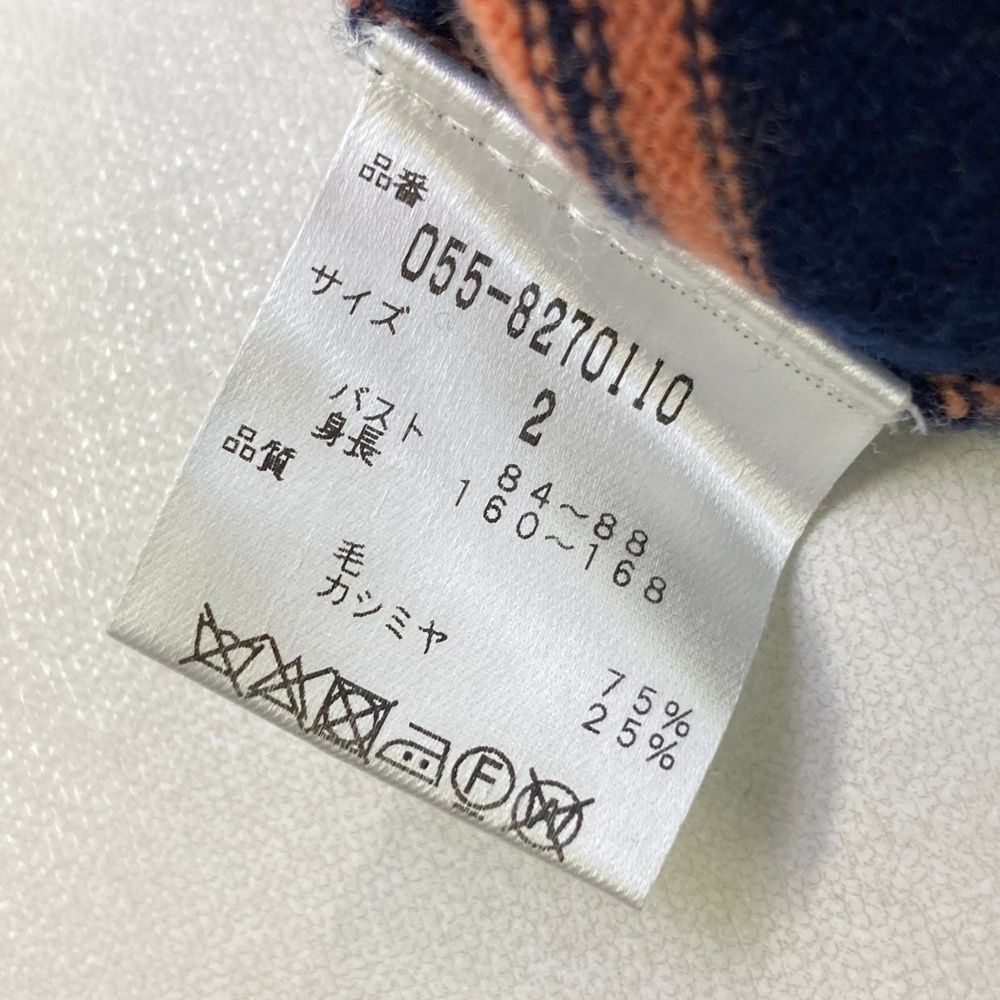 品番
055-8270110
サイズ
2
バスト 84～88
身長 160～168
品質
毛 75%
カシミヤ 25%
F
W